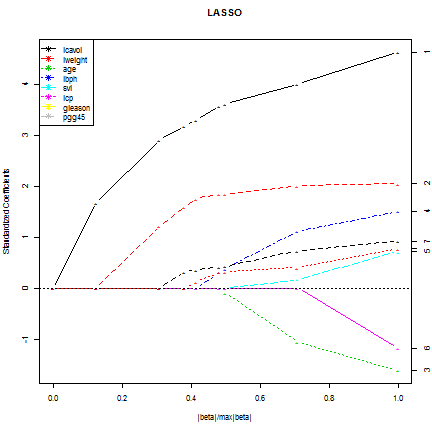 LASSO
lcavol
lweight
age
lbph
svi
lcp
gleason
pgg45
Standardized Coefficients
4
3
2
1
0
-1
1
2
4
7
5
6
3
0.0 0.2 0.4 0.6 0.8 1.0
|beta|/max|beta|